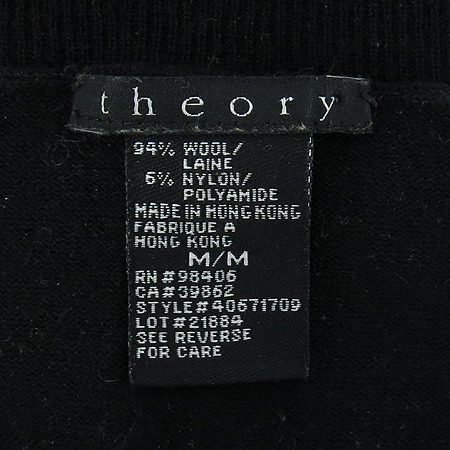 theory
94% WOOL/
LAINE
6% NYLON/
POLYAMIDE
MADE IN HONG KONG
FABRIQUE A
HONG KONG
M/M
RN#98406
CA#39862
STYLE#40671709
LOT#21884
SEE REVERSE
FOR CARE